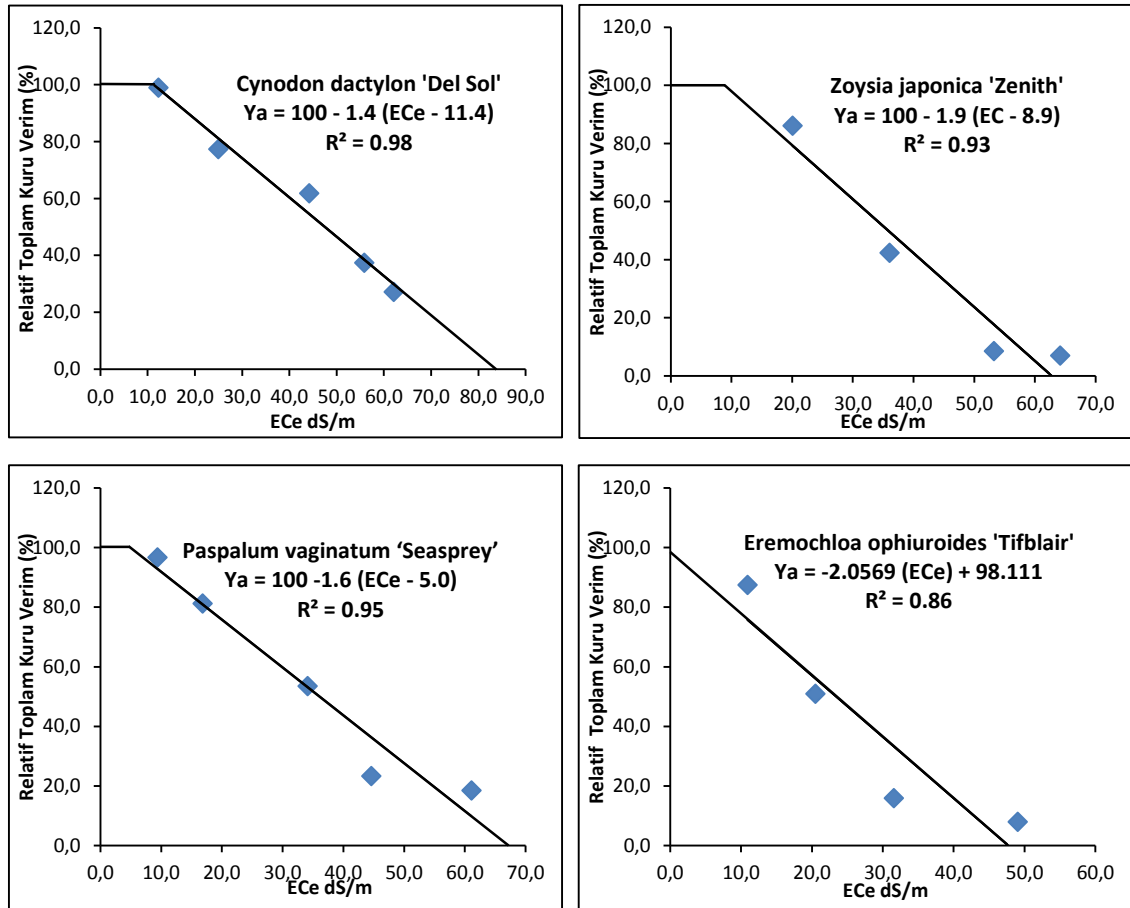 Relatif Toplam Kuru Verim (%)
120,0
100,0
80,0
60,0
40,0
20,0
0,0
Cynodon dactylon 'Del Sol'
Ya = 100 - 1.4 (ECe - 11.4)
R² = 0.98
0,0 10,0 20,0 30,0 40,0 50,0 60,0 70,0 80,0 90,0
ECe dS/m
Relatif Toplam Kuru Verim (%)
120,0
100,0
80,0
60,0
40,0
20,0
0,0
Zoysia japonica 'Zenith'
Ya = 100 - 1.9 (EC - 8.9)
R² = 0.93
0,0 10,0 20,0 30,0 40,0 50,0 60,0 70,0
ECe dS/m
Relatif Toplam Kuru Verim (%)
120,0
100,0
80,0
60,0
40,0
20,0
0,0
Paspalum vaginatum ‘Seasprey’
Ya = 100 -1.6 (ECe - 5.0)
R² = 0.95
0,0 10,0 20,0 30,0 40,0 50,0 60,0 70,0
ECe dS/m
Relatif Toplam Kuru Verim (%)
120,0
100,0
80,0
60,0
40,0
20,0
0,0
Eremochloa ophiuroides 'Tifblair'
Ya = -2.0569 (ECe) + 98.111
R² = 0.86
0,0 10,0 20,0 30,0 40,0 50,0 60,0
ECe dS/m